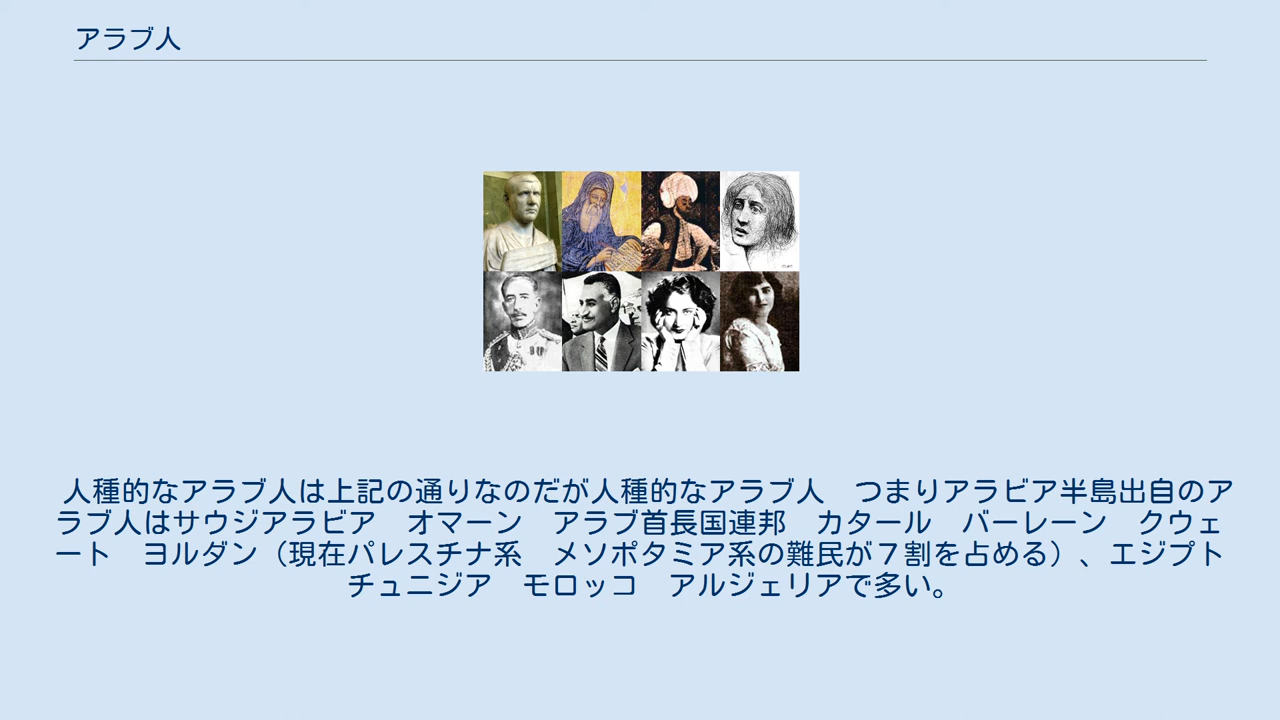 アラブ人
人種的なアラブ人は上記の通りなのだが人種的なアラブ人　つまりアラビア半島出自のア
ラブ人はサウジアラビア　オマーン　アラブ首長国連邦　カタール　バーレーン　クウェ
ート　ヨルダン（現在パレスチナ系　メソポタミア系の難民が７割を占める）、エジプト
チュニジア　モロッコ　アルジェリアで多い。